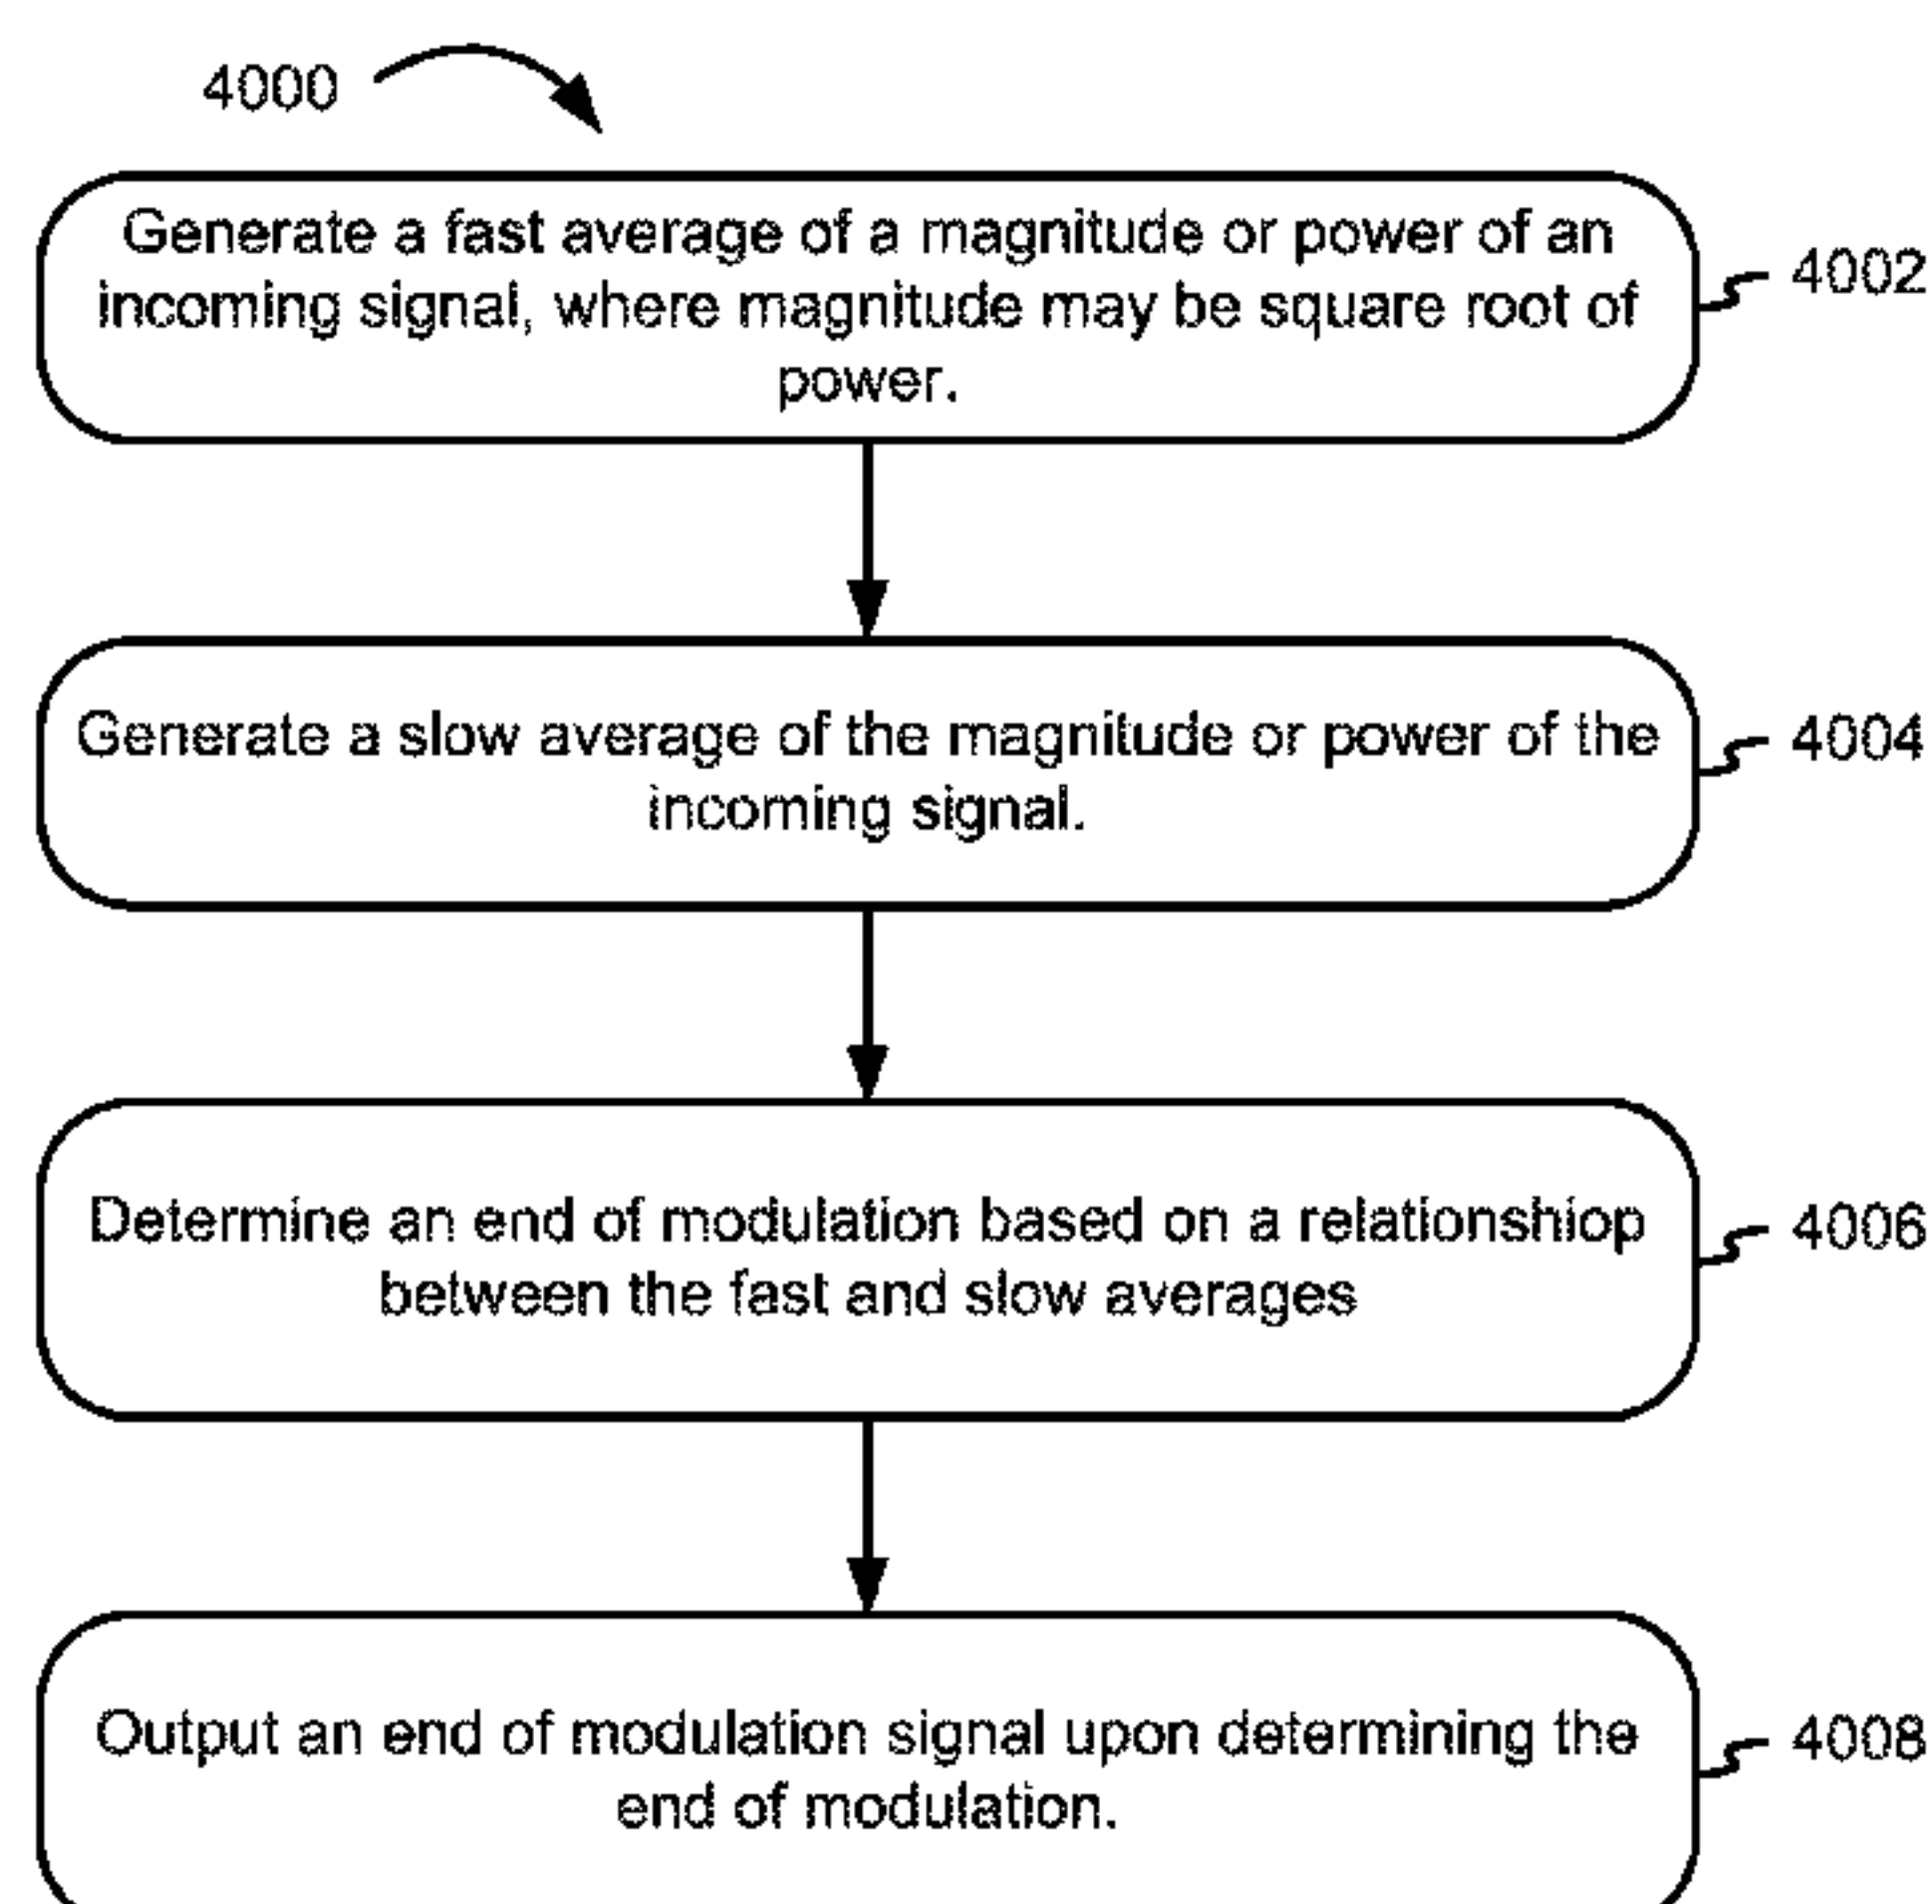 4000
Generate a fast average of a magnitude or power of an
incoming signal, where magnitude may be square root of
power.
4002
Generate a slow average of the magnitude or power of the
incoming signal.
4004
Determine an end of modulation based on a relationshiop
between the fast and slow averages
4006
Output an end of modulation signal upon determining the
end of modulation.
4008